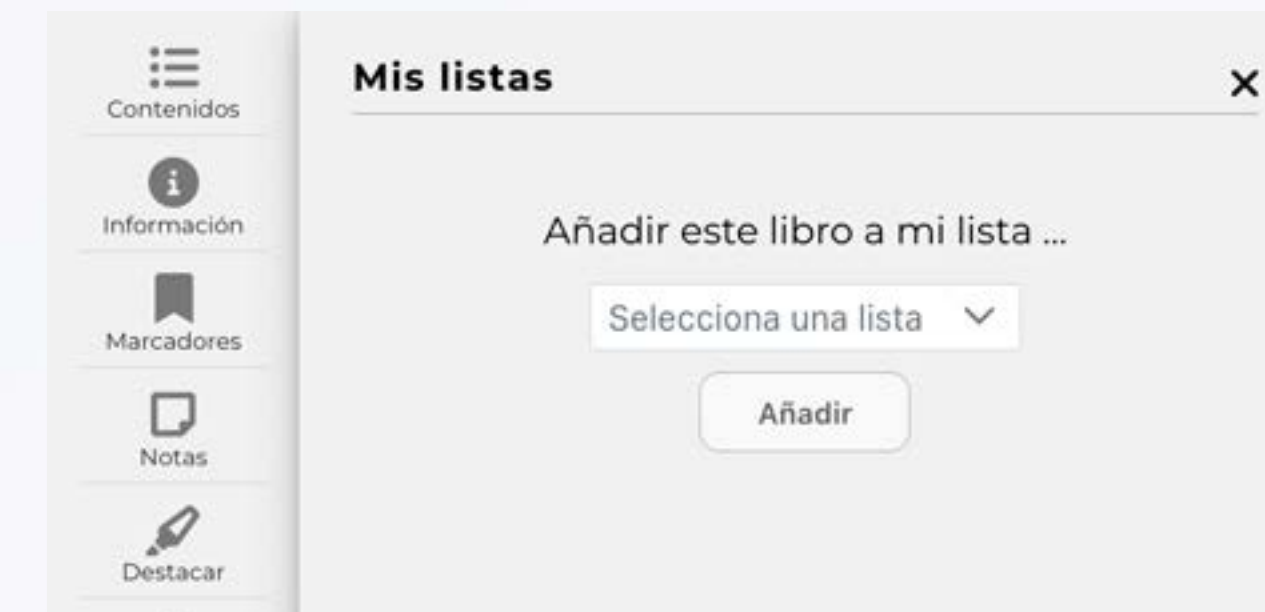 Contenidos
Información
Marcadores
Notas
Destacar
Mis listas
Añadir este libro a mi lista ...
Selecciona una lista
Añadir